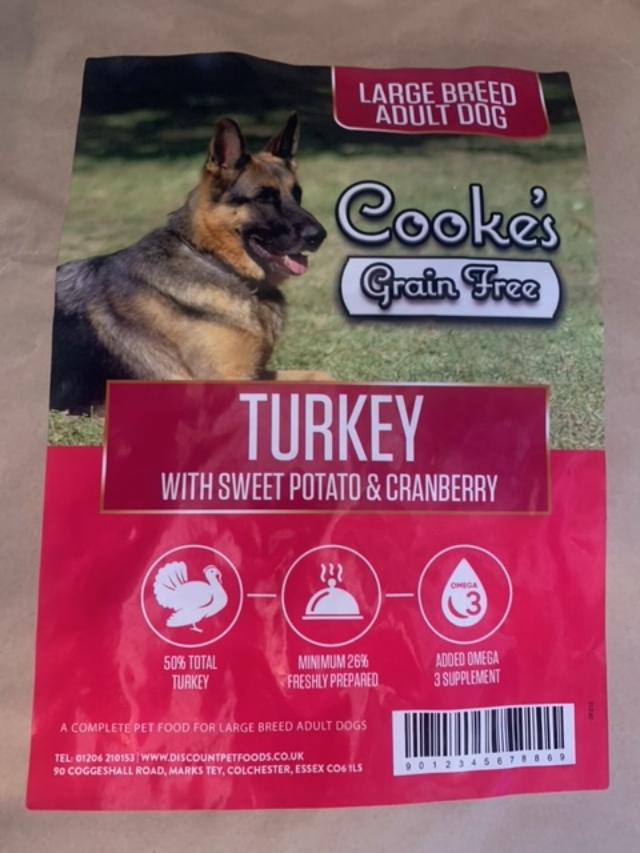 LARGE BREED
ADULT DOG
Cooke's
Grain Free
TURKEY
WITH SWEET POTATO & CRANBERRY
OMEGA
3
50% TOTAL
TURKEY
MINIMUM 26%
FRESHLY PREPARED
ADDED OMEGA
3 SUPPLEMENT
A COMPLETE PET FOOD FOR LARGE BREED ADULT DOGS
TEL: 01206 210153 | WWW.DISCOUNTPETFOODS.CO.UK
90 COGGESHALL ROAD, MARKS TEY, COLCHESTER, ESSEX CO6 1LS
9012345678869